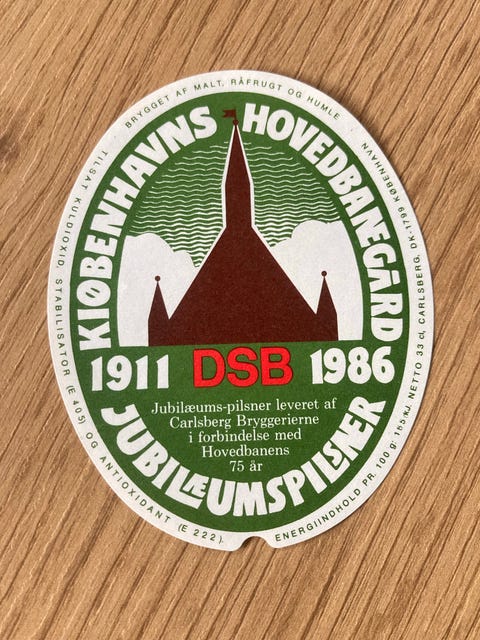 BRYGGET AF MALT, RÅFRUGT OG HUMLE
TILSAT KULDIOXID, STABILISATOR (E 405) OG ANTIOXIDANT (E 222).
ENERGIINDHOLD PR. 100 g: 155 kJ. NETTO 33 cl, CARLSBERG, DK-1799 KØBENHAVN
KIØBENHAVNS HOVEDBANEGÅRD
1911 DSB 1986
Jubilæums-pilsner leveret af
Carlsberg Bryggerierne
i forbindelse med
Hovedbanens
75 år
JUBILÆUMSPILSNER